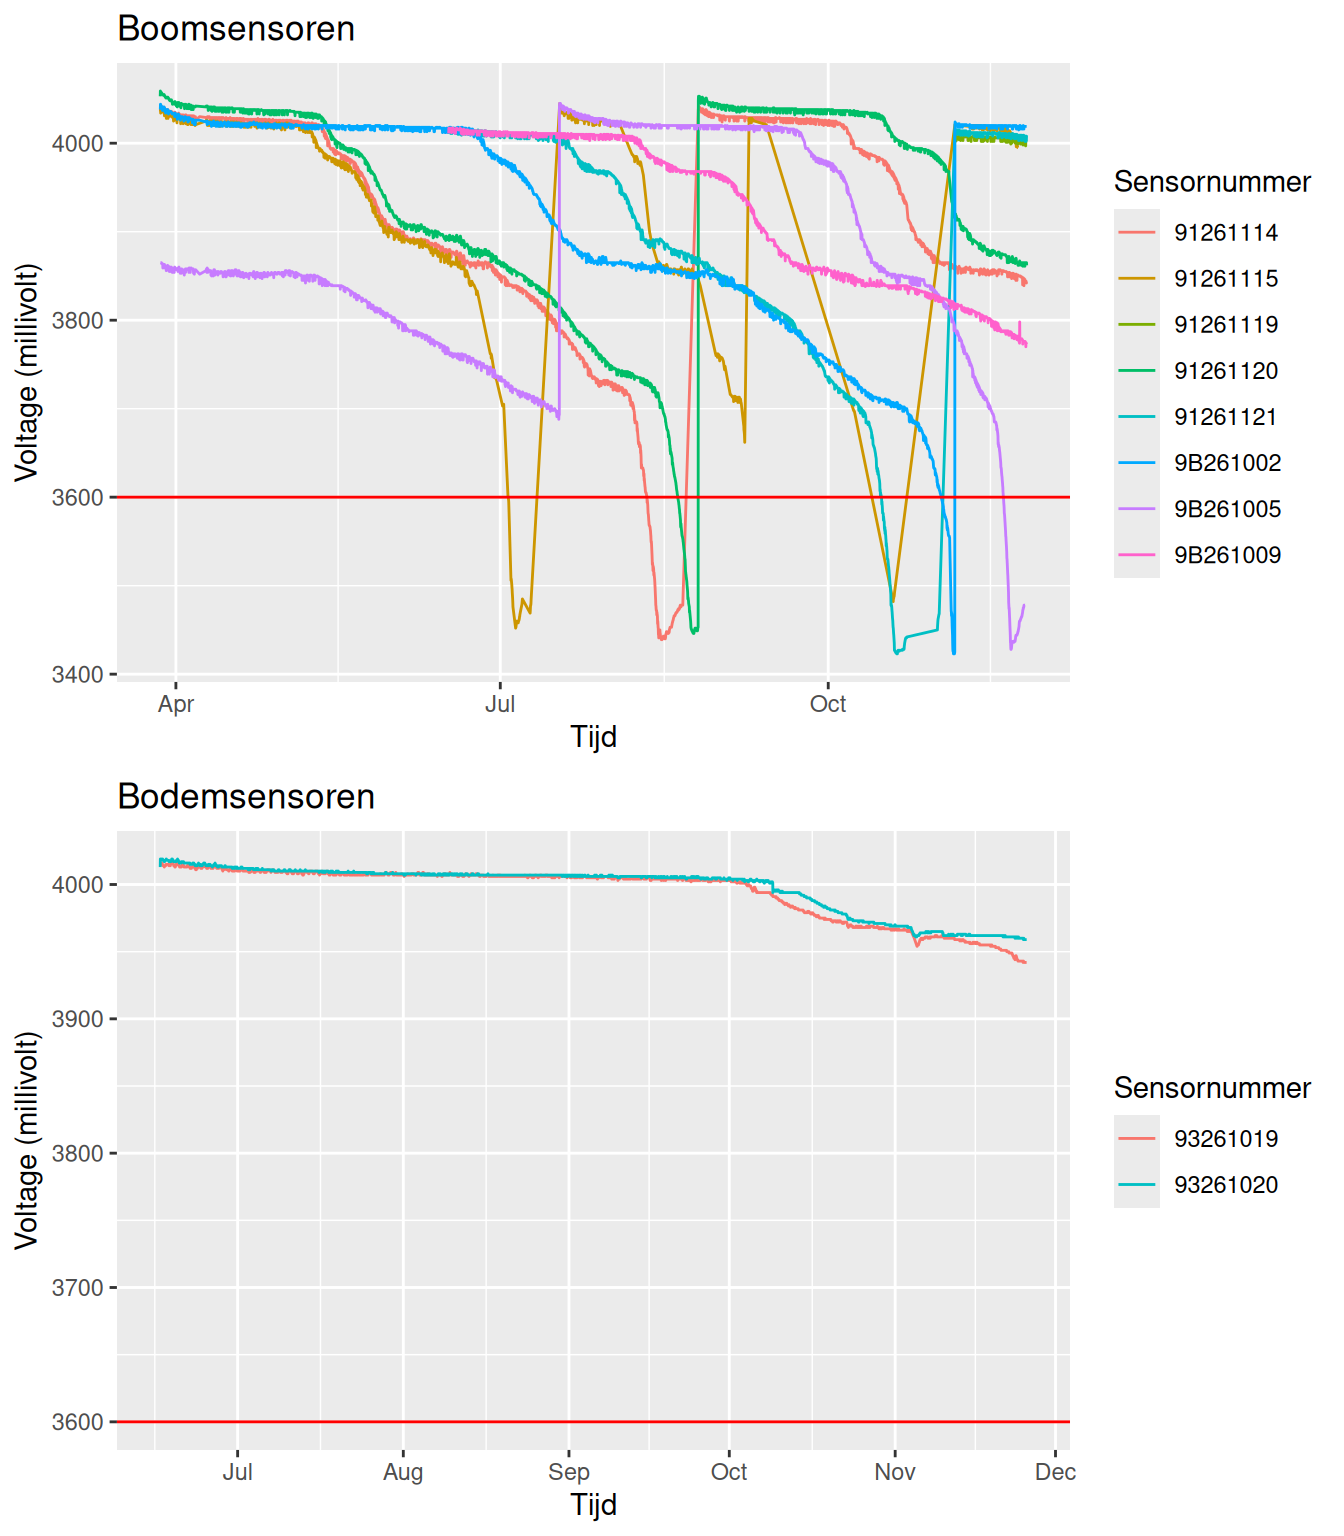 Boomsensoren
Voltage (millivolt)
4000
3800
3600
3400
Apr
Jul
Oct
Tijd
Sensornummer
91261114
91261115
91261119
91261120
91261121
9B261002
9B261005
9B261009
Bodemsensoren
Voltage (millivolt)
4000
3900
3800
3700
3600
Jul
Aug
Sep
Oct
Nov
Dec
Tijd
Sensornummer
93261019
93261020